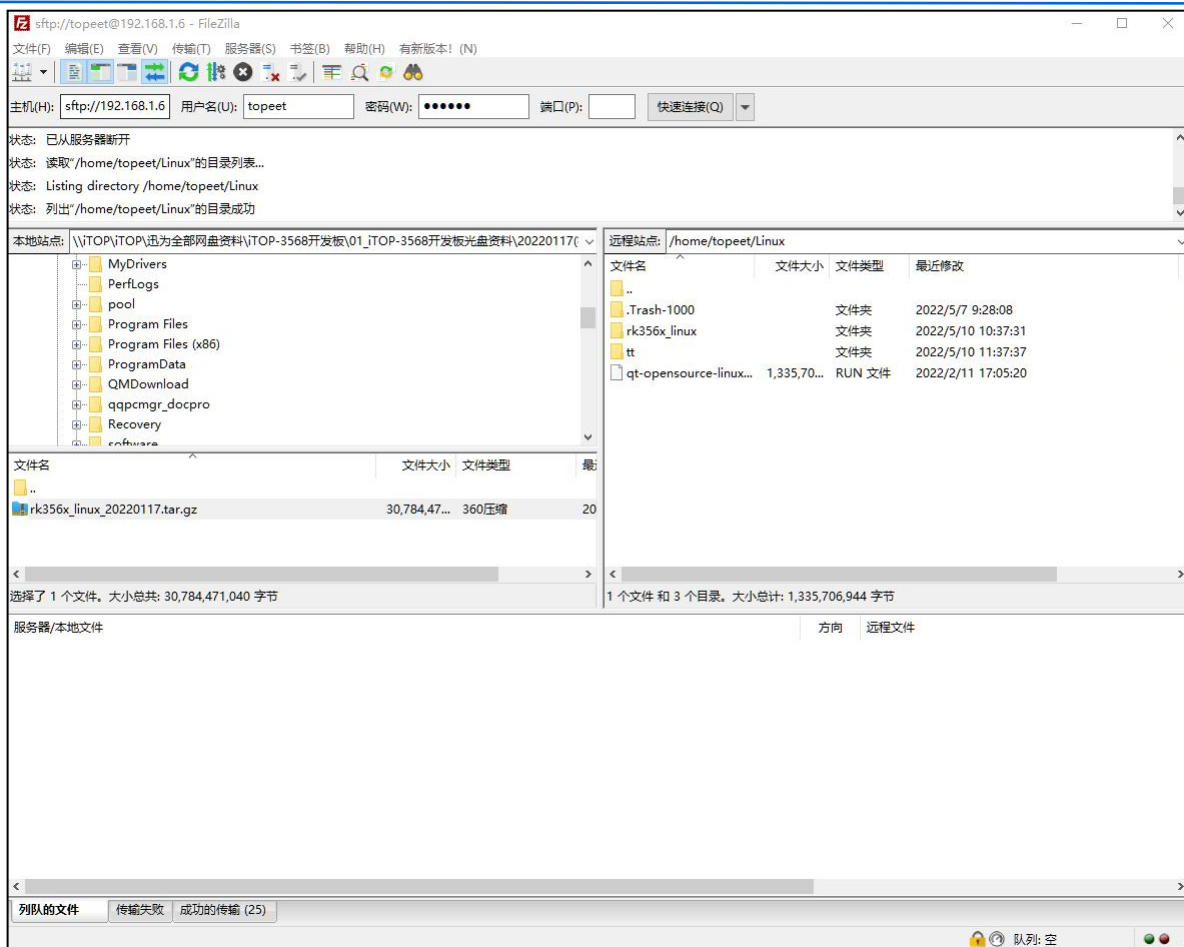 sftp://topeet@192.168.1.6 - FileZilla
文件(F) 编辑(E) 查看(V) 传输(T) 服务器(S) 书签(B) 帮助(H) 有新版本! (N)
主机(H): sftp://192.168.1.6 用户名(U): topeet 密码(W): ●●●●●● 端口(P): 快速连接(Q)
状态: 已从服务器断开
状态: 读取"/home/topeet/Linux"的目录列表...
状态: Listing directory /home/topeet/Linux
状态: 列出"/home/topeet/Linux"的目录成功
本地站点: \\iTOP\iTOP\迅为全部网盘资料\iTOP-3568开发板\01_iTOP-3568开发板光盘资料\20220117(
MyDrivers
PerfLogs
pool
Program Files
Program Files (x86)
ProgramData
QMDownload
qqpcmgr_docpro
Recovery
software
文件名 文件大小 文件类型 最
..
rk356x_linux_20220117.tar.gz 30,784,47... 360压缩 20
选择了 1 个文件。大小总共: 30,784,471,040 字节
远程站点: /home/topeet/Linux
文件名 文件大小 文件类型 最近修改
..
.Trash-1000 文件夹 2022/5/7 9:28:08
rk356x_linux 文件夹 2022/5/10 10:37:31
tt 文件夹 2022/5/10 11:37:37
qt-opensource-linux... 1,335,70... RUN 文件 2022/2/11 17:05:20
1 个文件 和 3 个目录。大小总计: 1,335,706,944 字节
服务器/本地文件 方向 远程文件
列队的文件 传输失败 成功的传输 (25)
队列: 空